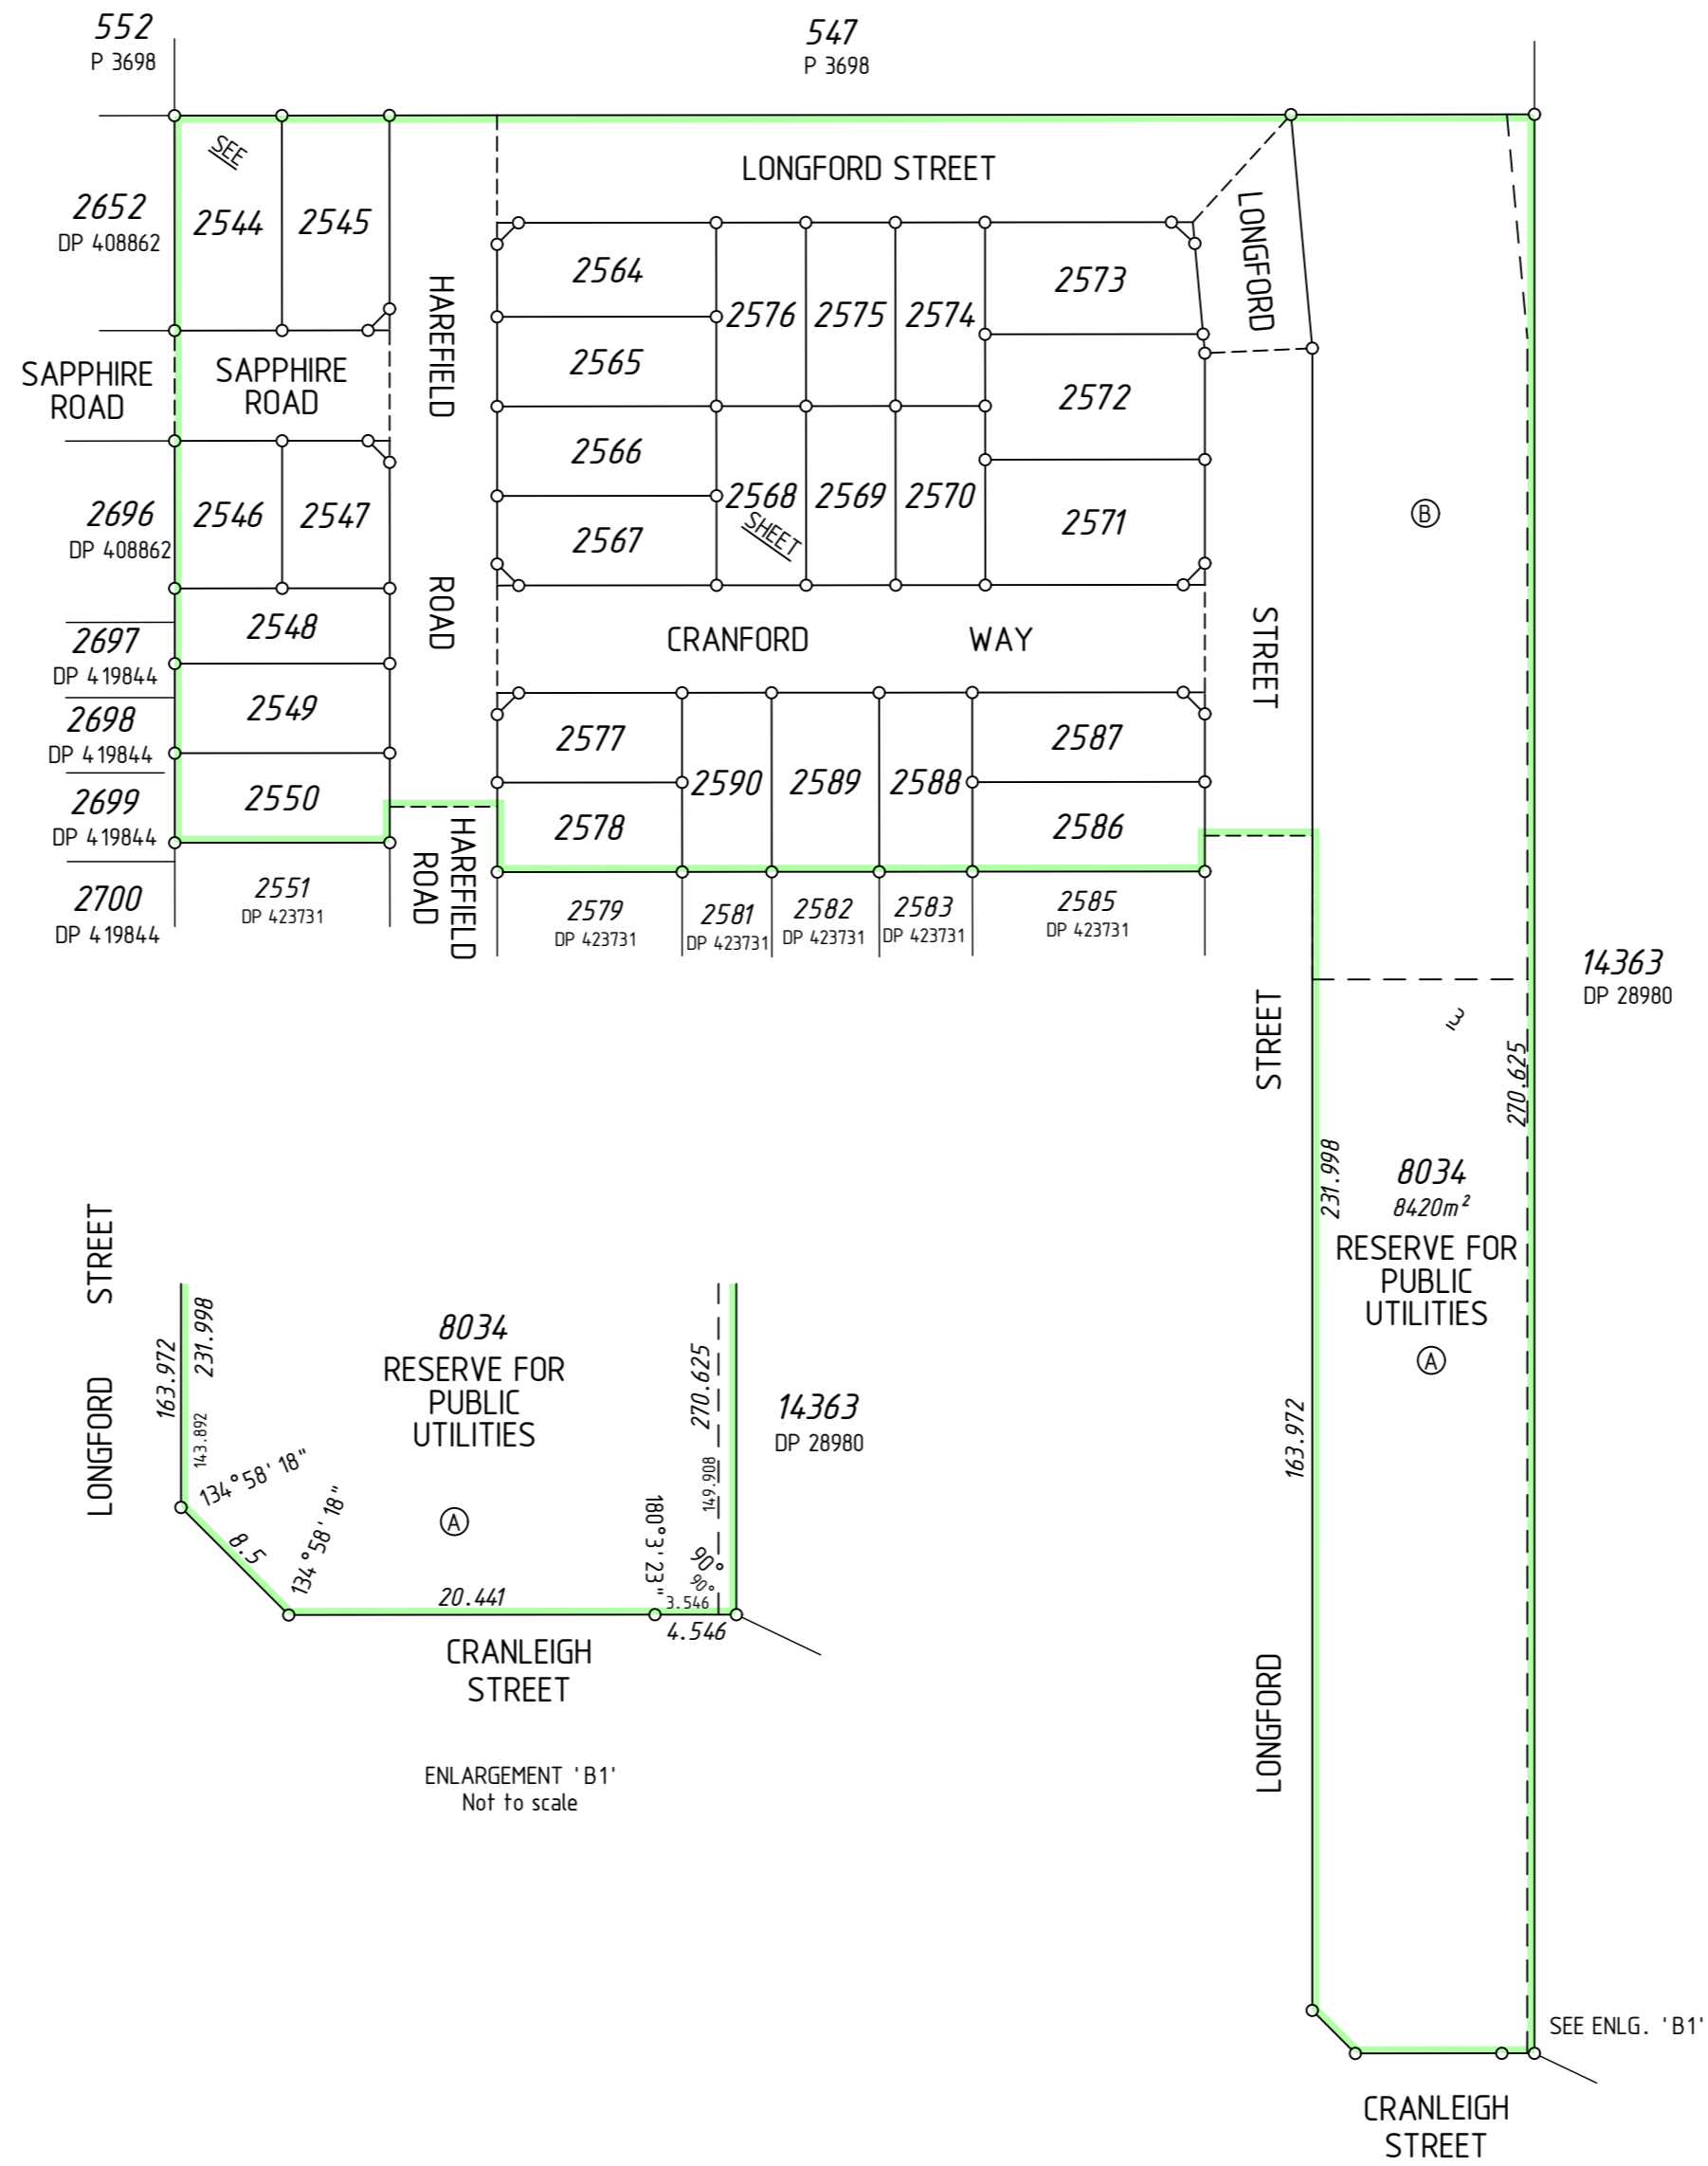 552
P 3698
547
P 3698
SEE
LONGFORD STREET
2652
DP 408862
2544
2545
HAREFIELD
2564
2576
2575
2574
2573
LONGFORD
2565
2572
SAPPHIRE
ROAD
SAPPHIRE
ROAD
2696
DP 408862
2546
2547
2566
2568
2569
2570
2571
SHEET
2567
B
ROAD
2548
2697
DP 419844
CRANFORD WAY
STREET
2549
2698
DP 419844
2577
2590
2589
2588
2587
2550
2699
DP 419844
2578
2586
HAREFIELD
ROAD
2700
DP 419844
2551
DP 423731
2579
DP 423731
2581
DP 423731
2582
DP 423731
2583
DP 423731
2585
DP 423731
14363
DP 28980
3
STREET
270.625
231.998
8034
8420m²
RESERVE FOR
PUBLIC
UTILITIES
A
163.972
LONGFORD
STREET
LONGFORD
163.972
231.998
143.892
134°58'18"
8.5
134°58'18"
8034
RESERVE FOR
PUBLIC
UTILITIES
A
270.625
149.908
180°3'23"
90°
90°
3.546
20.441
4.546
14363
DP 28980
CRANLEIGH
STREET
ENLARGEMENT 'B1'
Not to scale
SEE ENLG. 'B1'
CRANLEIGH
STREET